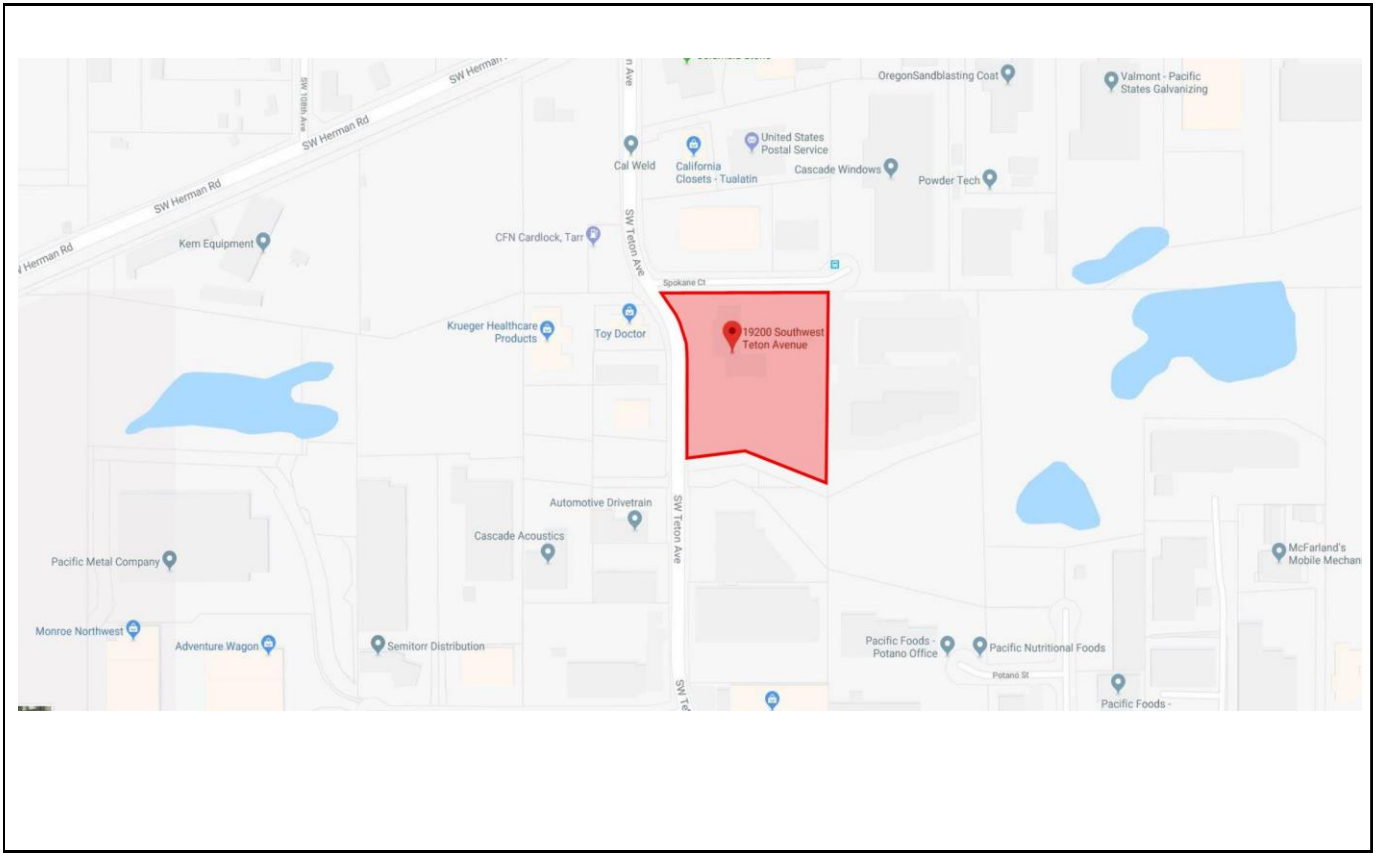 OregonSandblasting Coat
Valmont - Pacific
States Galvanizing
SW Herman
n Ave
SW 108th Ave
SW Herman Rd
United States
Postal Service
Cal Weld
California
Closets - Tualatin
Cascade Windows
Powder Tech
SW Herman Rd
SW Teton Ave
CFN Cardlock, Tarr
Kern Equipment
Herman Rd
Spokane Ct
Krueger Healthcare
Products
Toy Doctor
19200 Southwest
Teton Avenue
Automotive Drivetrain
SW Teton Ave
Cascade Acoustics
Pacific Metal Company
McFarland's
Mobile Mechan
Monroe Northwest
Adventure Wagon
Semitorr Distribution
Pacific Foods -
Potano Office
Pacific Nutritional Foods
Potano St
SW Te
Pacific Foods -